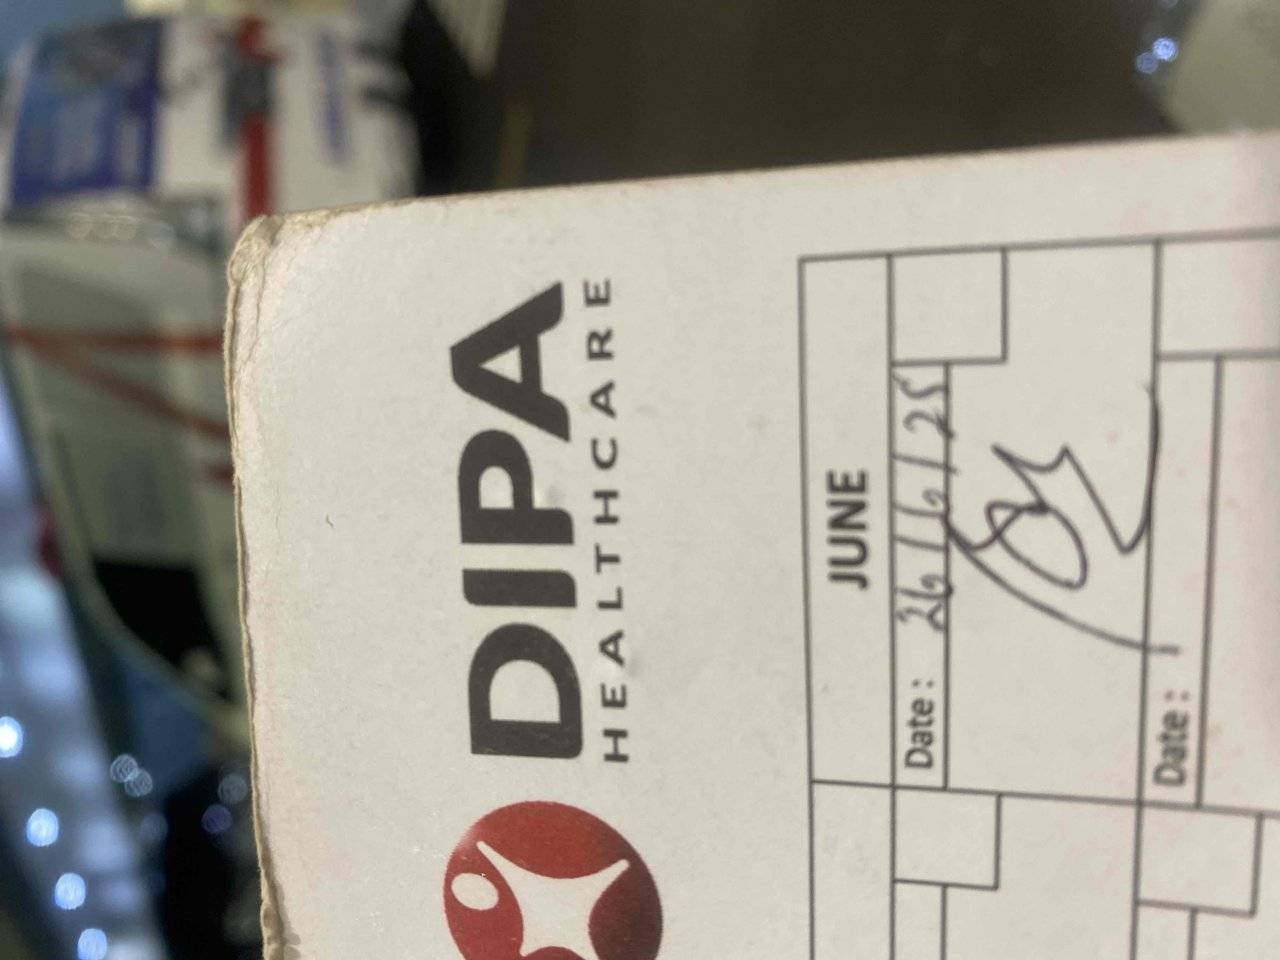 DIPA
HEALTHCARE
JUNE
Date : 26/6/25
Date :